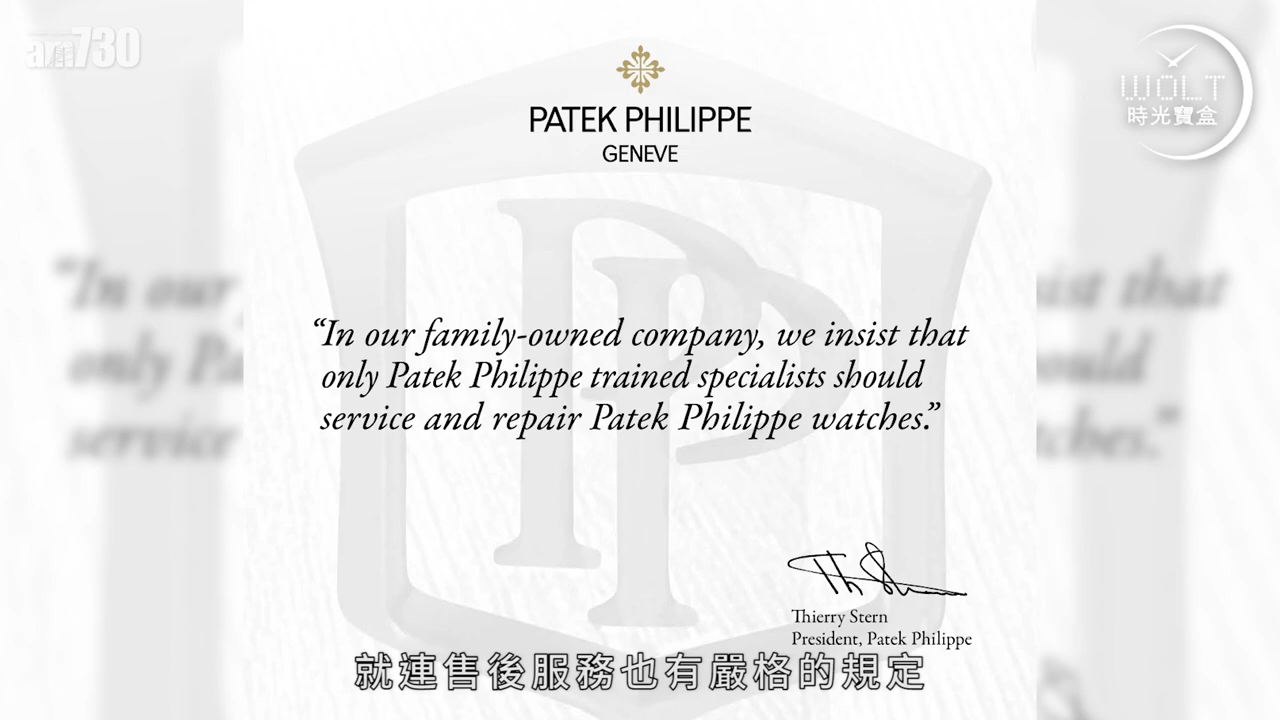 am730
WOLT
時光寶盒
PATEK PHILIPPE
GENEVE
“In our family-owned company, we insist that
only Patek Philippe trained specialists should
service and repair Patek Philippe watches.”
Thierry Stern
President, Patek Philippe
就連售後服務也有嚴格的規定